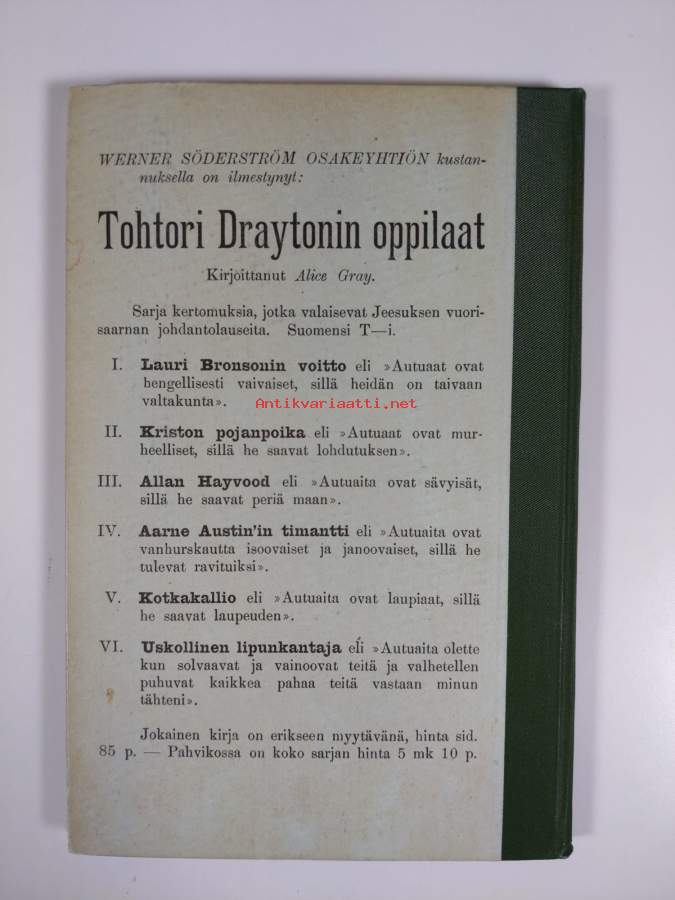 WERNER SÖDERSTRÖM OSAKEYHTIÖN kustan-
nuksella on ilmestynyt:
Tohtori Draytonin oppilaat
Kirjoittanut Alice Gray.
Sarja kertomuksia, jotka valaisevat Jeesuksen vuori-
saarnan johdantolauseita. Suomensi T—i.
I. Lauri Bronsonin voitto eli »Autuaat ovat
hengellisesti vaivaiset, sillä heidän on taivaan
valtakunta».
Antikvariaatti.net
II. Kriston pojanpoika eli »Autuaat ovat mur-
heelliset, sillä he saavat lohdutuksen».
III. Allan Hayvood eli »Autuaita ovat sävyisät,
sillä he saavat periä maan».
IV. Aarne Austin'in timantti eli »Autuaita ovat
vanhurskautta isoovaiset ja janoovaiset, sillä he
tulevat ravituiksi».
V. Kotkakallio eli »Autuaita ovat laupiaat, sillä
he saavat laupeuden».
VI. Uskollinen lipunkantaja eli »Autuaita olette
kun solvaavat ja vainoovat teitä ja valhetellen
puhuvat kaikkea pahaa teitä vastaan minun
tähteni».
Jokainen kirja on erikseen myytävänä, hinta sid.
85 p. — Pahvikossa on koko sarjan hinta 5 mk 10 p.